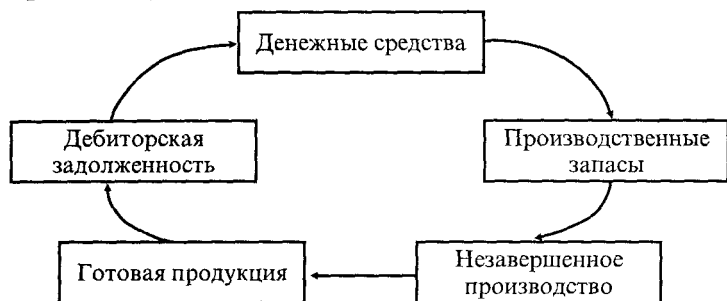 Денежные средства
Производственные
запасы
Незавершенное
производство
Готовая продукция
Дебиторская
задолженность